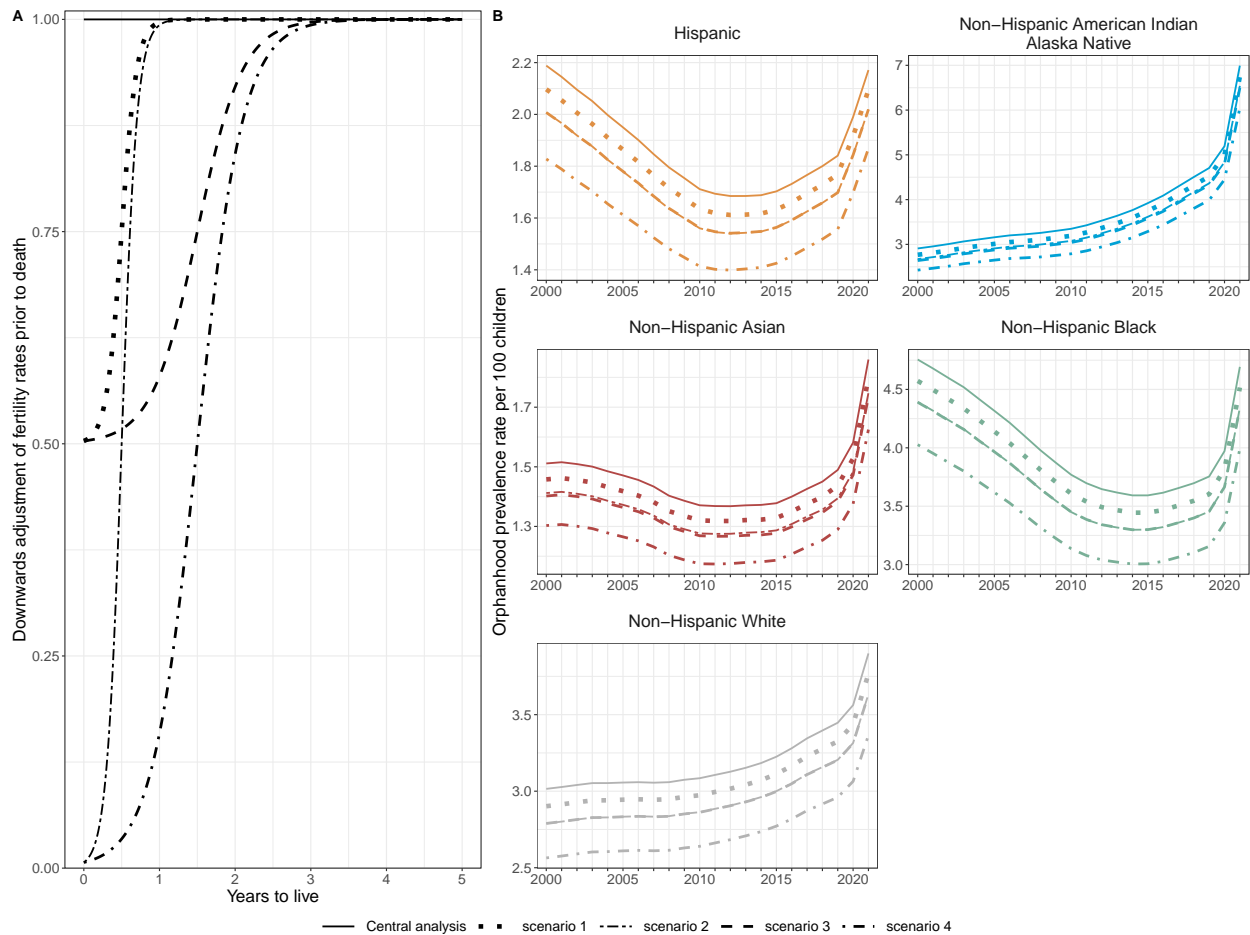 A
Downwards adjustment of fertility rates prior to death
1.00
0.75
0.50
0.25
0.00
0 1 2 3 4 5
Years to live
B
Orphanhood prevalence rate per 100 children
Hispanic
2.2
2.0
1.8
1.6
1.4
2000 2005 2010 2015 2020
Non−Hispanic American Indian
Alaska Native
7
6
5
4
3
2000 2005 2010 2015 2020
Non−Hispanic Asian
1.7
1.5
1.3
2000 2005 2010 2015 2020
Non−Hispanic Black
4.5
4.0
3.5
3.0
2000 2005 2010 2015 2020
Non−Hispanic White
3.5
3.0
2.5
2000 2005 2010 2015 2020
Central analysis scenario 1 scenario 2 scenario 3 scenario 4